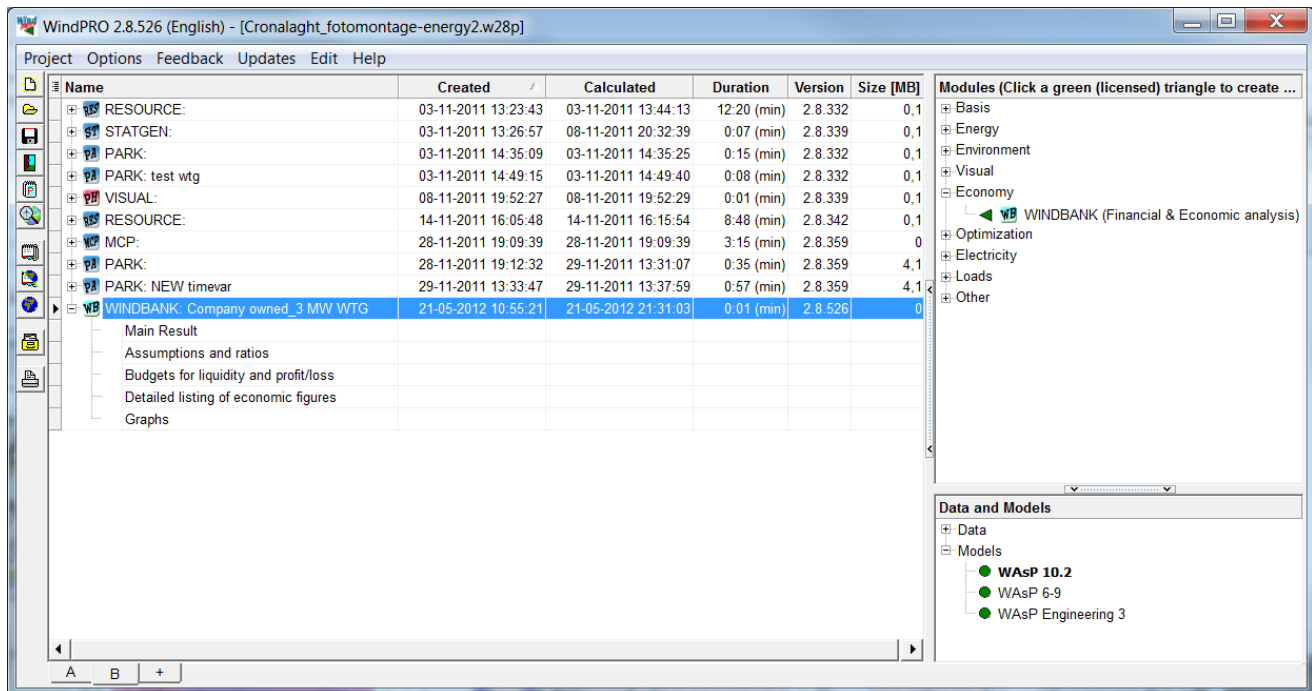 WindPRO 2.8.526 (English) - [Cronalaght_fotomontage-energy2.w28p]
Project Options Feedback Updates Edit Help
Name Created Calculated Duration Version Size [MB]
RES RESOURCE: 03-11-2011 13:23:43 03-11-2011 13:44:13 12:20 (min) 2.8.332 0,1
ST STATGEN: 03-11-2011 13:26:57 08-11-2011 20:32:39 0:07 (min) 2.8.339 0,1
PA PARK: 03-11-2011 14:35:09 03-11-2011 14:35:25 0:15 (min) 2.8.332 0,1
PA PARK: test wtg 03-11-2011 14:49:15 03-11-2011 14:49:40 0:08 (min) 2.8.332 0,1
PH VISUAL: 08-11-2011 19:52:27 08-11-2011 19:52:29 0:01 (min) 2.8.339 0,1
RES RESOURCE: 14-11-2011 16:05:48 14-11-2011 16:15:54 8:48 (min) 2.8.342 0,1
MCP MCP: 28-11-2011 19:09:39 28-11-2011 19:09:39 3:15 (min) 2.8.359 0
PA PARK: 28-11-2011 19:12:32 29-11-2011 13:31:07 0:35 (min) 2.8.359 4,1
PA PARK: NEW timevar 29-11-2011 13:33:47 29-11-2011 13:37:59 0:57 (min) 2.8.359 4,1
WB WINDBANK: Company owned_3 MW WTG 21-05-2012 10:55:21 21-05-2012 21:31:03 0:01 (min) 2.8.526 0
Main Result
Assumptions and ratios
Budgets for liquidity and profit/loss
Detailed listing of economic figures
Graphs
A B +
Modules (Click a green (licensed) triangle to create ...
Basis
Energy
Environment
Visual
Economy
WB WINDBANK (Financial & Economic analysis)
Optimization
Electricity
Loads
Other
Data and Models
Data
Models
WAsP 10.2
WAsP 6-9
WAsP Engineering 3